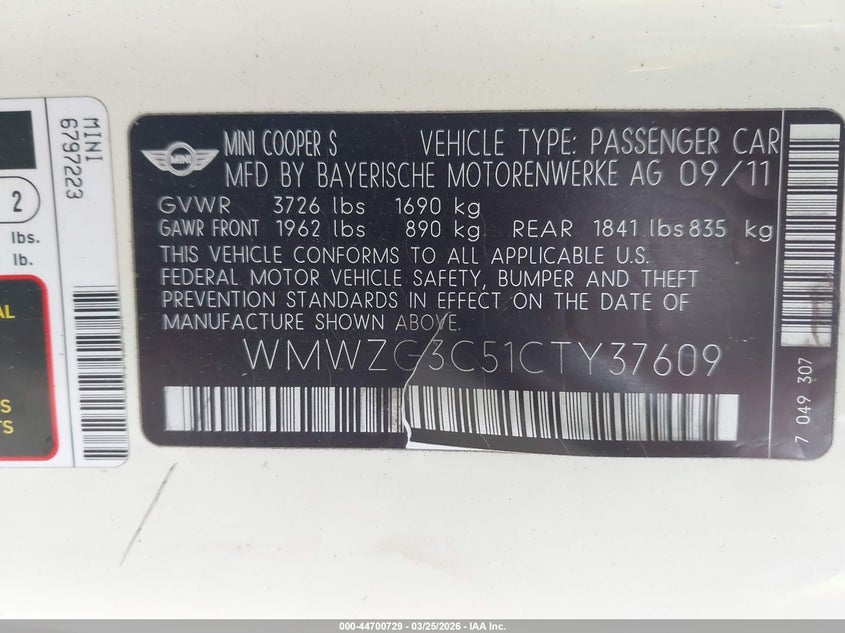 MINI
6797223
2
lbs.
lb.
AL
S
TS
MINI
MINI COOPER S VEHICLE TYPE: PASSENGER CAR
MFD BY BAYERISCHE MOTORENWERKE AG 09/11
GVWR 3726 lbs 1690 kg
GAWR FRONT 1962 lbs 890 kg REAR 1841 lbs 835 kg
THIS VEHICLE CONFORMS TO ALL APPLICABLE U.S.
FEDERAL MOTOR VEHICLE SAFETY, BUMPER AND THEFT
PREVENTION STANDARDS IN EFFECT ON THE DATE OF
MANUFACTURE SHOWN ABOVE.
WMWZG3C51CTY37609
7 049 307
000-44700729 - 03/25/2026 - IAA Inc.